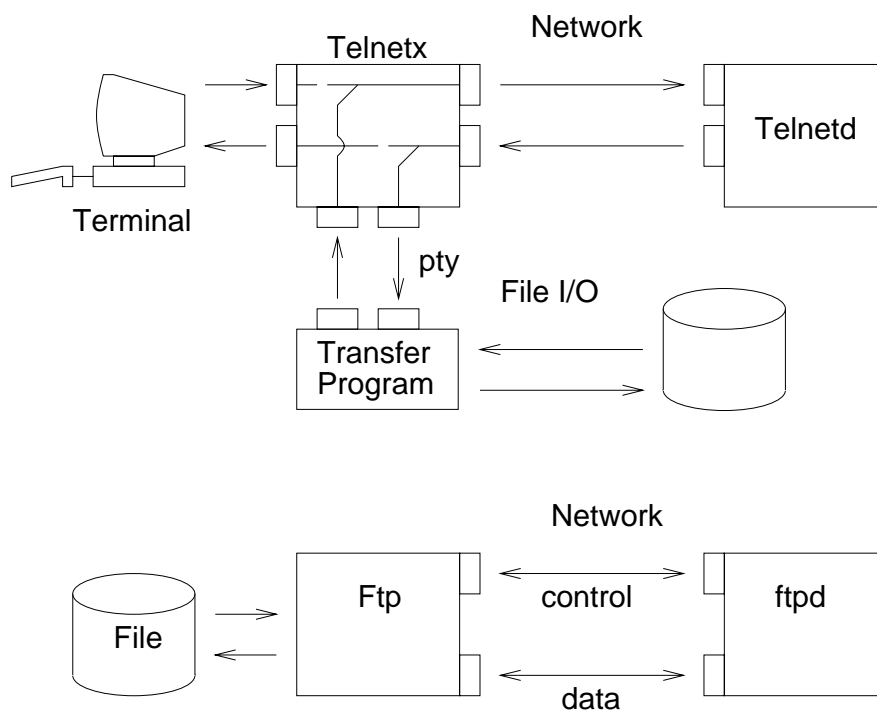 Network
Telnetx
Telnetd
Terminal
pty
File I/O
Transfer
Program
Network
Ftp
control
ftpd
File
data